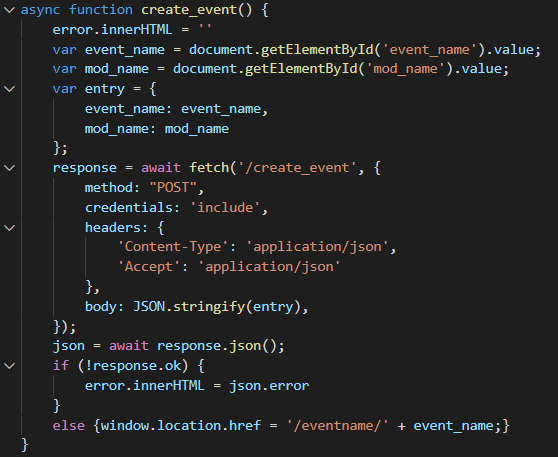 async function create_event() {
    error.innerHTML = ''
    var event_name = document.getElementById('event_name').value;
    var mod_name = document.getElementById('mod_name').value;
    var entry = {
        event_name: event_name,
        mod_name: mod_name
    };
    response = await fetch('/create_event', {
        method: "POST",
        credentials: 'include',
        headers: {
            'Content-Type': 'application/json',
            'Accept': 'application/json'
        },
        body: JSON.stringify(entry),
    });
    json = await response.json();
    if (!response.ok) {
        error.innerHTML = json.error
    }
    else {window.location.href = '/eventname/' + event_name;}
}